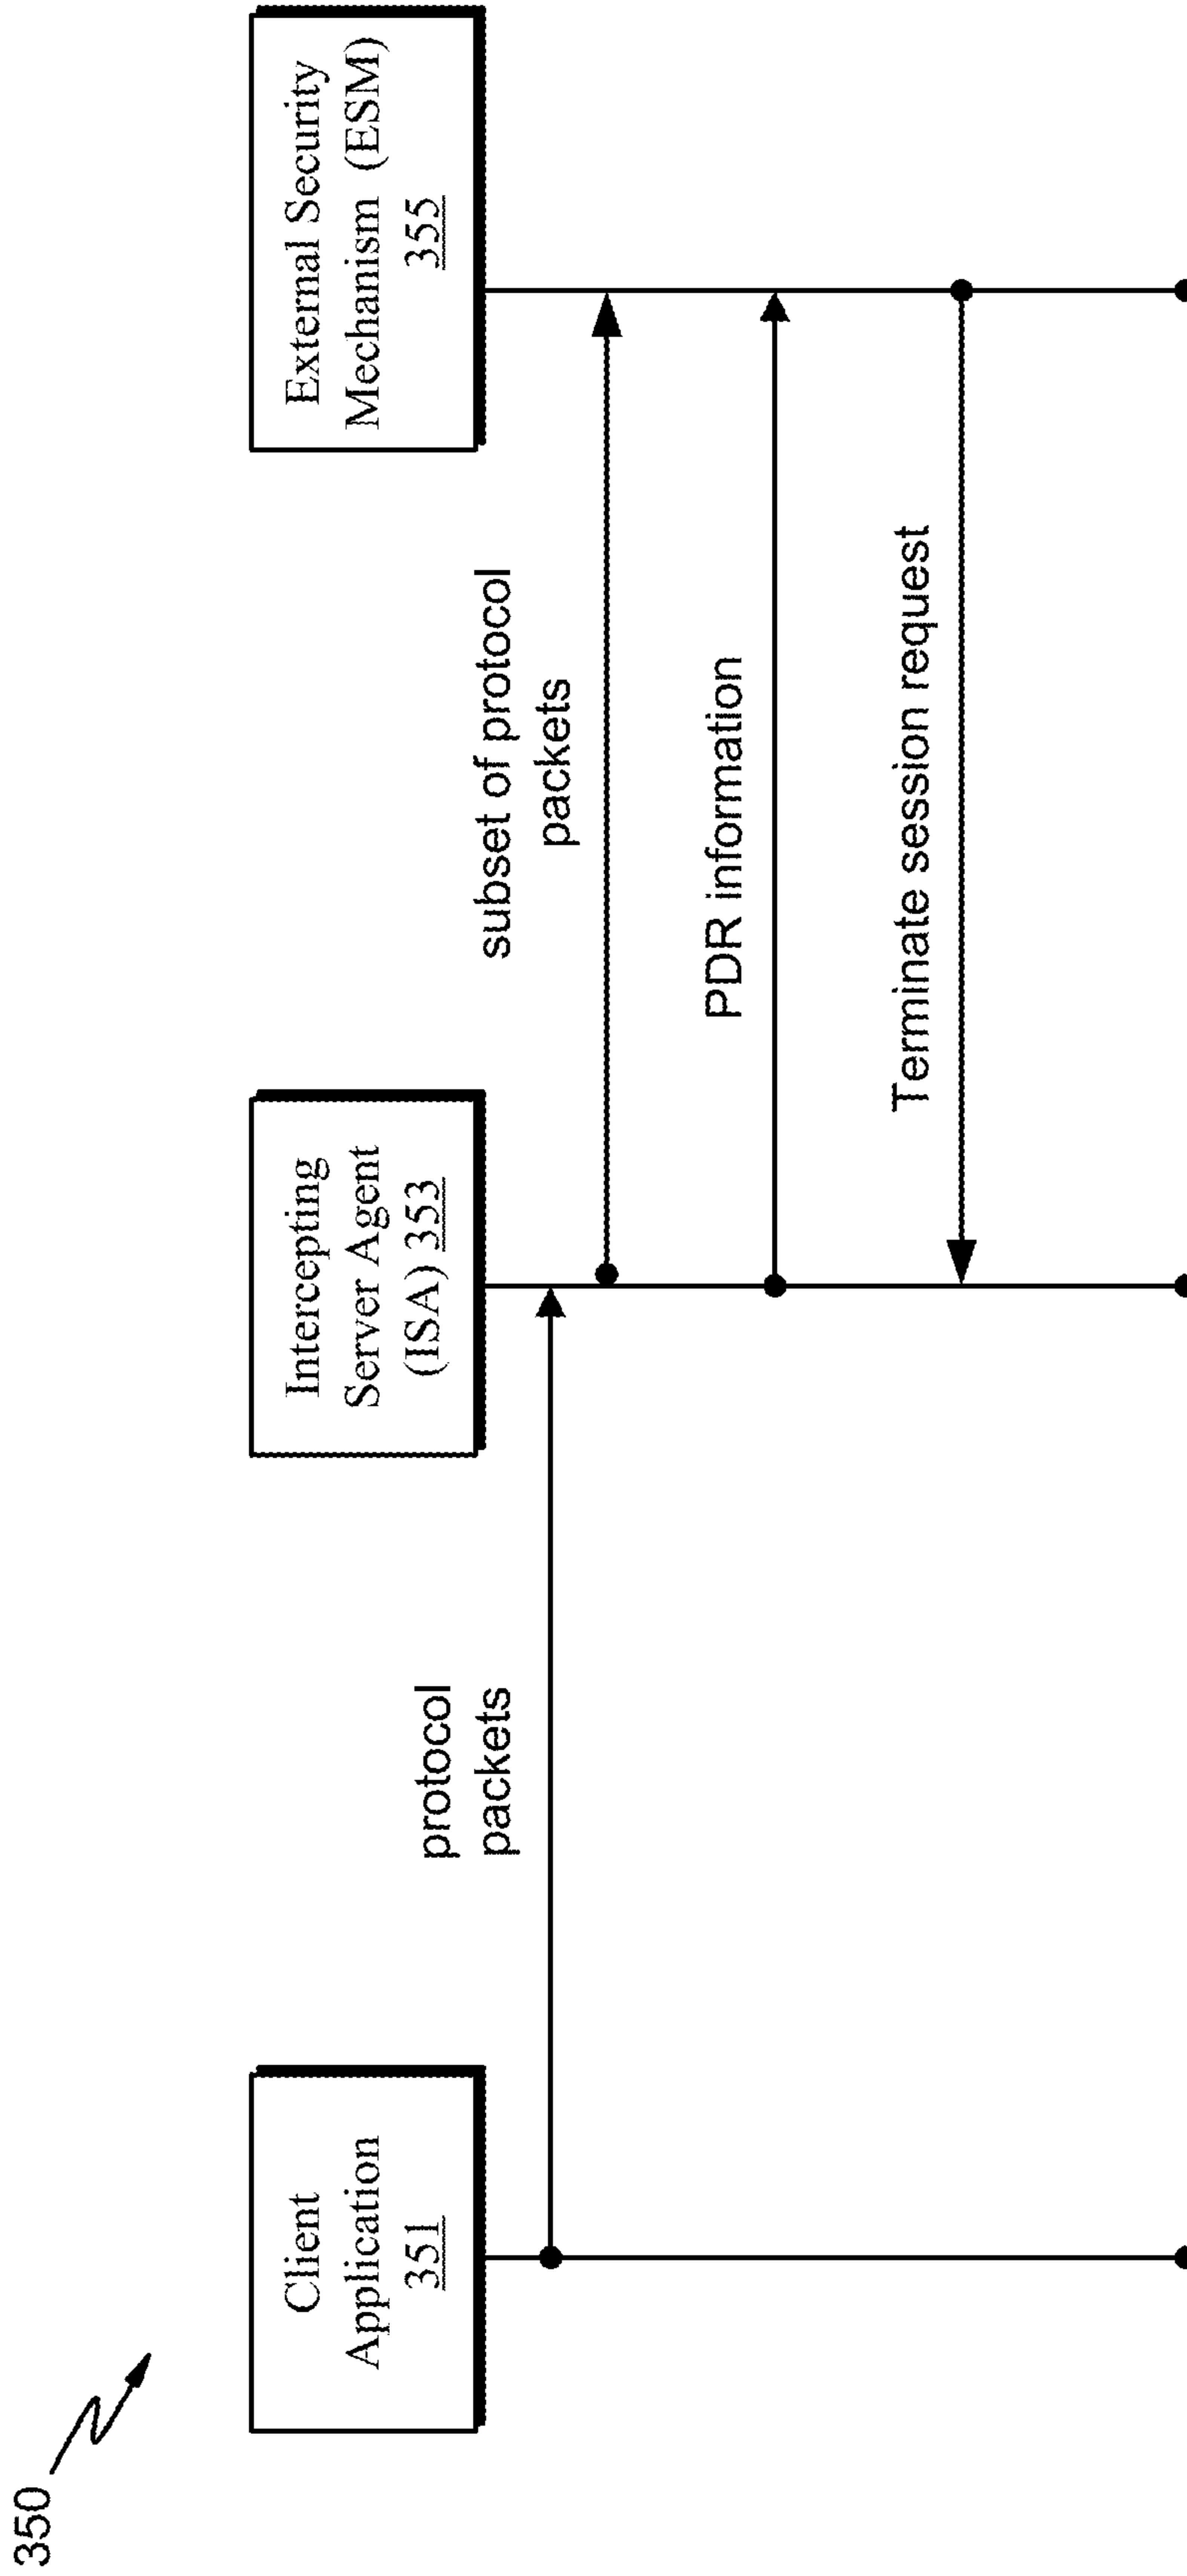 350
Client
Application
351
Intercepting
Server Agent
(ISA) 353
External Security
Mechanism (ESM)
355
protocol
packets
subset of protocol
packets
PDR information
Terminate session request